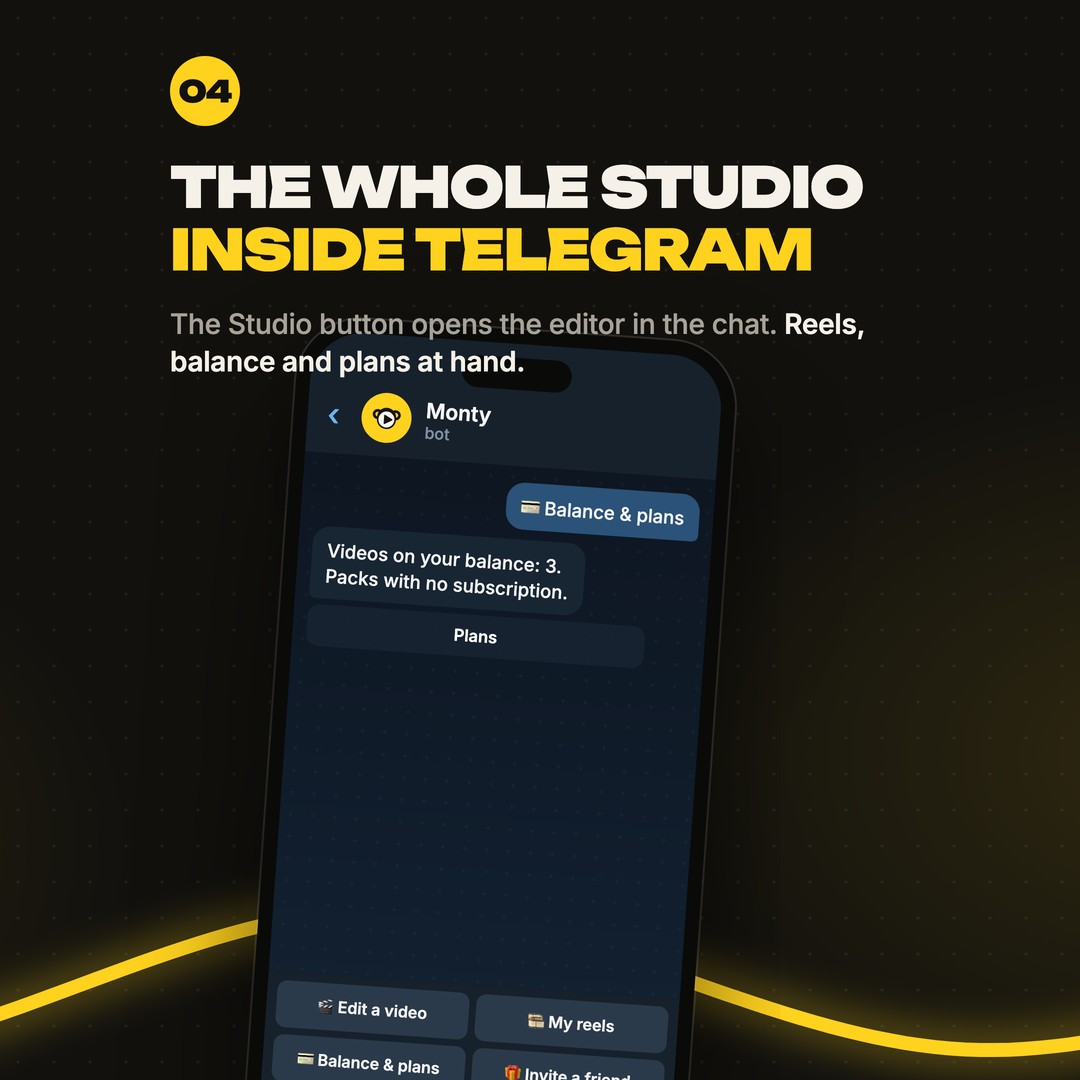 04
THE WHOLE STUDIO
INSIDE TELEGRAM
The Studio button opens the editor in the chat. Reels,
balance and plans at hand.
Monty
bot
💳 Balance & plans
Videos on your balance: 3.
Packs with no subscription.
Plans
🎬 Edit a video
🗂 My reels
💳 Balance & plans
🎁 Invite a friend